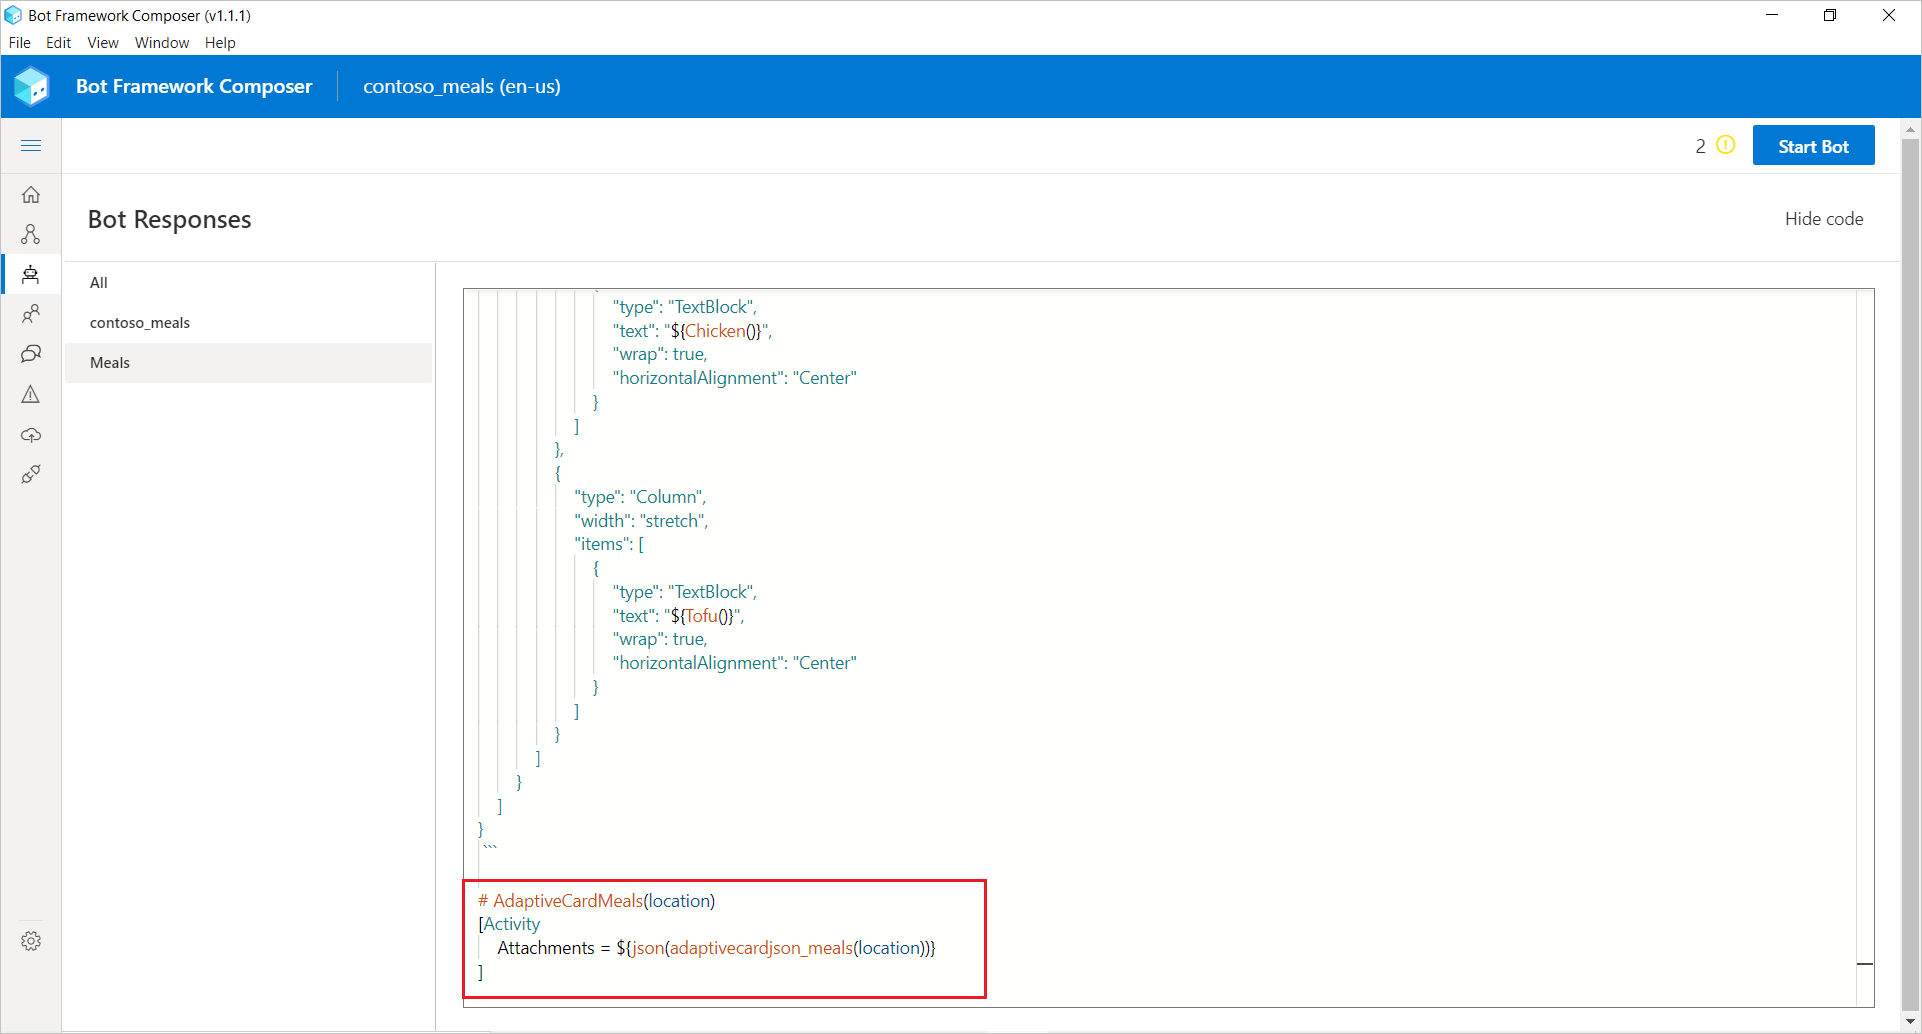 Bot Framework Composer (v1.1.1)
File Edit View Window Help
Bot Framework Composer contoso_meals (en-us)
2 Start Bot
Bot Responses
Hide code
All
contoso_meals
Meals
"type": "TextBlock",
"text": "${Chicken()}",
"wrap": true,
"horizontalAlignment": "Center"
}
]
},
{
"type": "Column",
"width": "stretch",
"items": [
{
"type": "TextBlock",
"text": "${Tofu()}",
"wrap": true,
"horizontalAlignment": "Center"
}
]
}
]
}
]
}
```
# AdaptiveCardMeals(location)
[Activity
Attachments = ${json(adaptivecardjson_meals(location))}
]